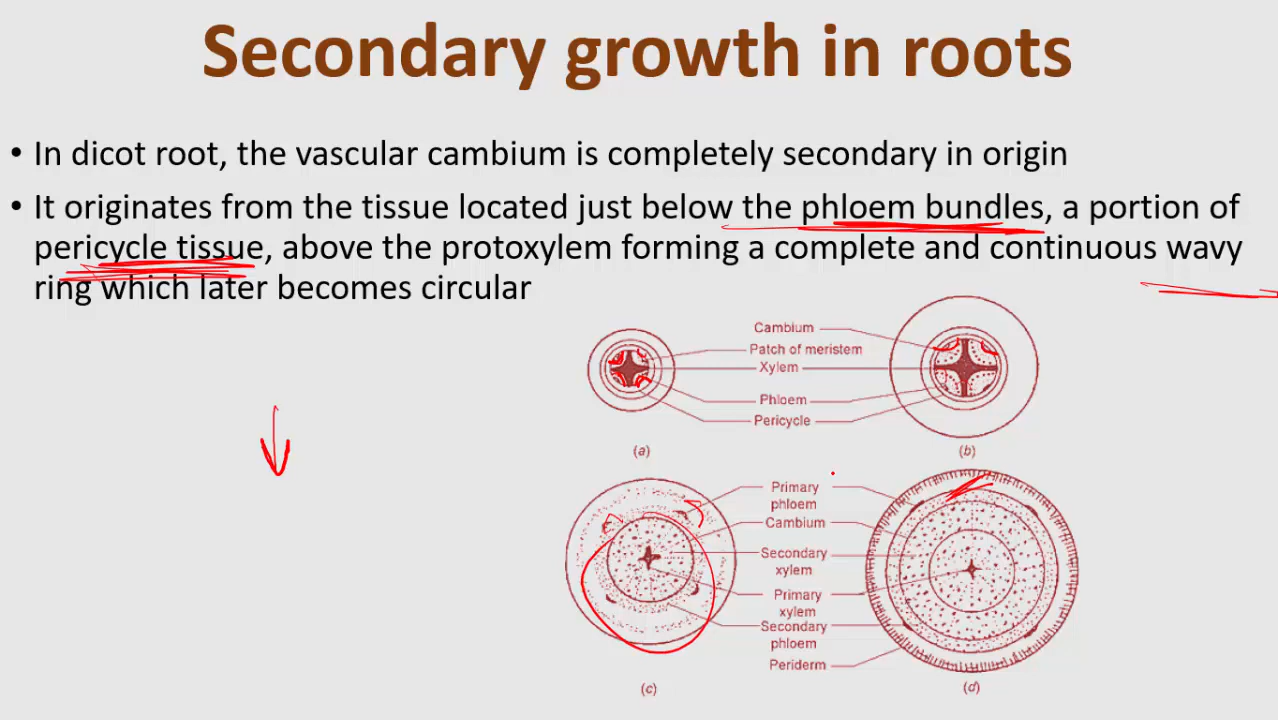 Secondary growth in roots
• In dicot root, the vascular cambium is completely secondary in origin
• It originates from the tissue located just below the phloem bundles, a portion of
pericycle tissue, above the protoxylem forming a complete and continuous wavy
ring which later becomes circular
Cambium
Patch of meristem
Xylem
Phloem
Pericycle
(a)
(b)
Primary
phloem
Cambium
Secondary
xylem
Primary
xylem
Secondary
phloem
Periderm
(c)
(d)